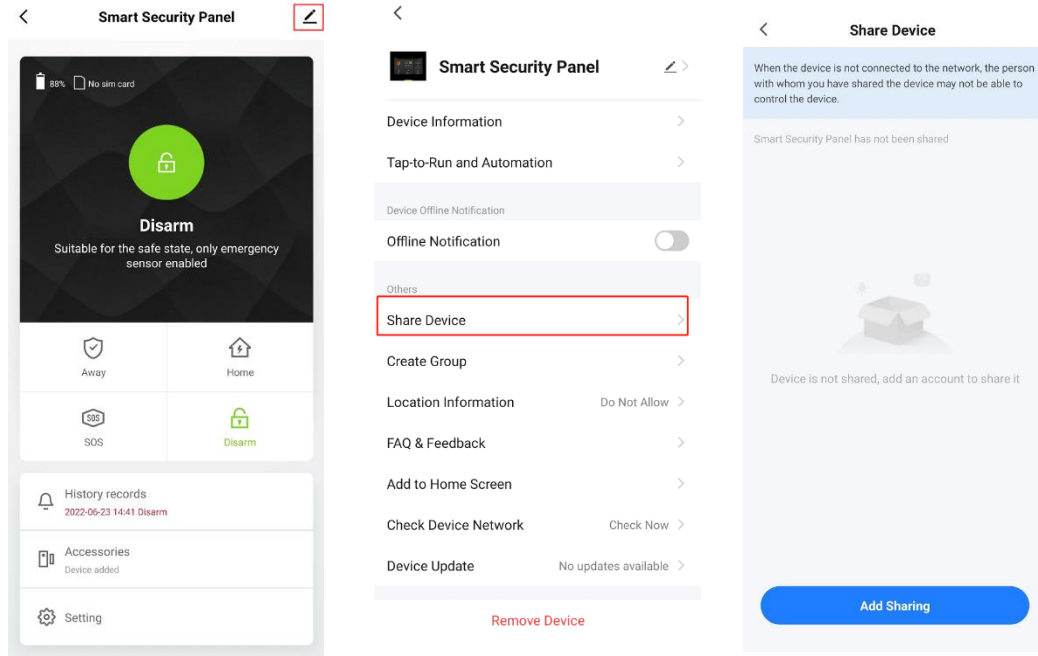 Smart Security Panel
88% No sim card
Disarm
Suitable for the safe state, only emergency
sensor enabled
Away
Home
SOS
SOS
Disarm
History records
2022-06-23 14:41 Disarm
Accessories
Device added
Setting
Smart Security Panel
Device Information
Tap-to-Run and Automation
Device Offline Notification
Offline Notification
Others
Share Device
Create Group
Location Information Do Not Allow
FAQ & Feedback
Add to Home Screen
Check Device Network Check Now
Device Update No updates available
Remove Device
Share Device
When the device is not connected to the network, the person
with whom you have shared the device may not be able to
control the device.
Smart Security Panel has not been shared
Device is not shared, add an account to share it
Add Sharing